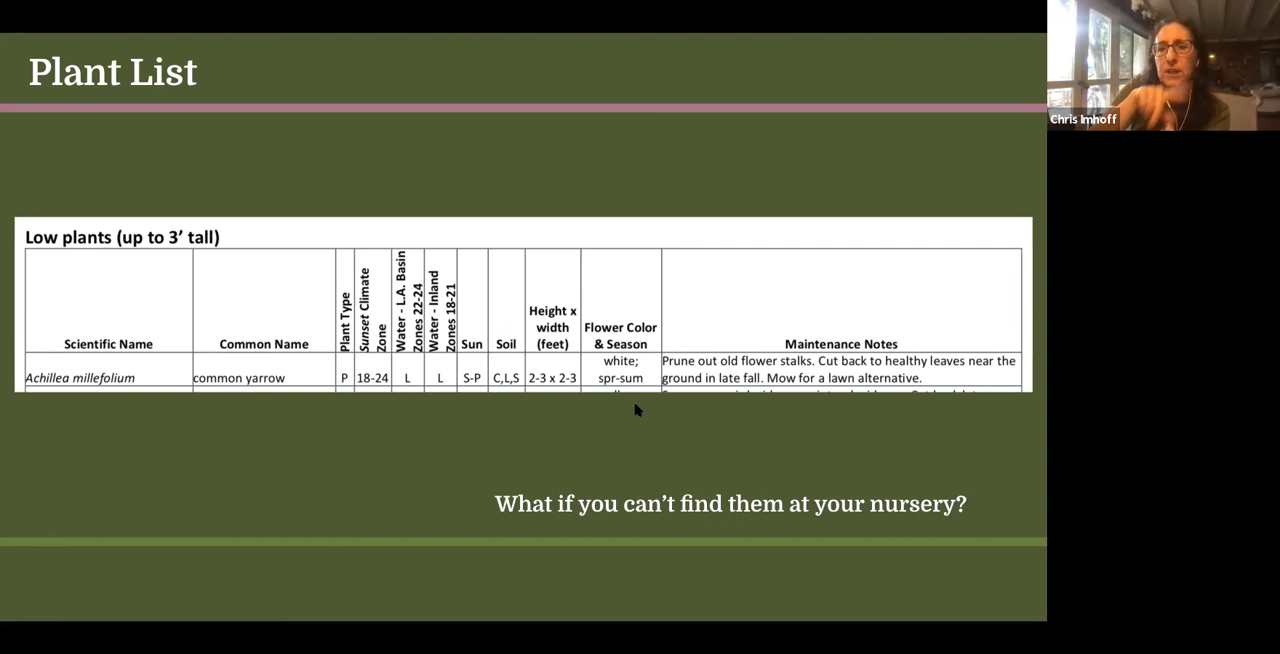 Plant List
Chris Imhoff
Low plants (up to 3’ tall)
Scientific Name
Common Name
Plant Type
Sunset Climate
Zone
Water - L.A. Basin
Zones 22-24
Water - Inland
Zones 18-21
Sun
Soil
Height x
width
(feet)
Flower Color
& Season
Maintenance Notes
Achillea millefolium
common yarrow
P
18-24
L
L
S-P
C,L,S
2-3 x 2-3
white;
spr-sum
Prune out old flower stalks. Cut back to healthy leaves near the
ground in late fall. Mow for a lawn alternative.
What if you can’t find them at your nursery?